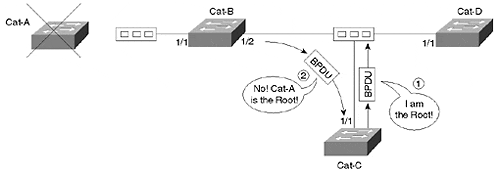 Cat-A
Cat-B
Cat-D
1/1
1/2
1/1
BPDU
2
No! Cat-A
is the Root!
BPDU
1
I am
the Root!
1/1
Cat-C